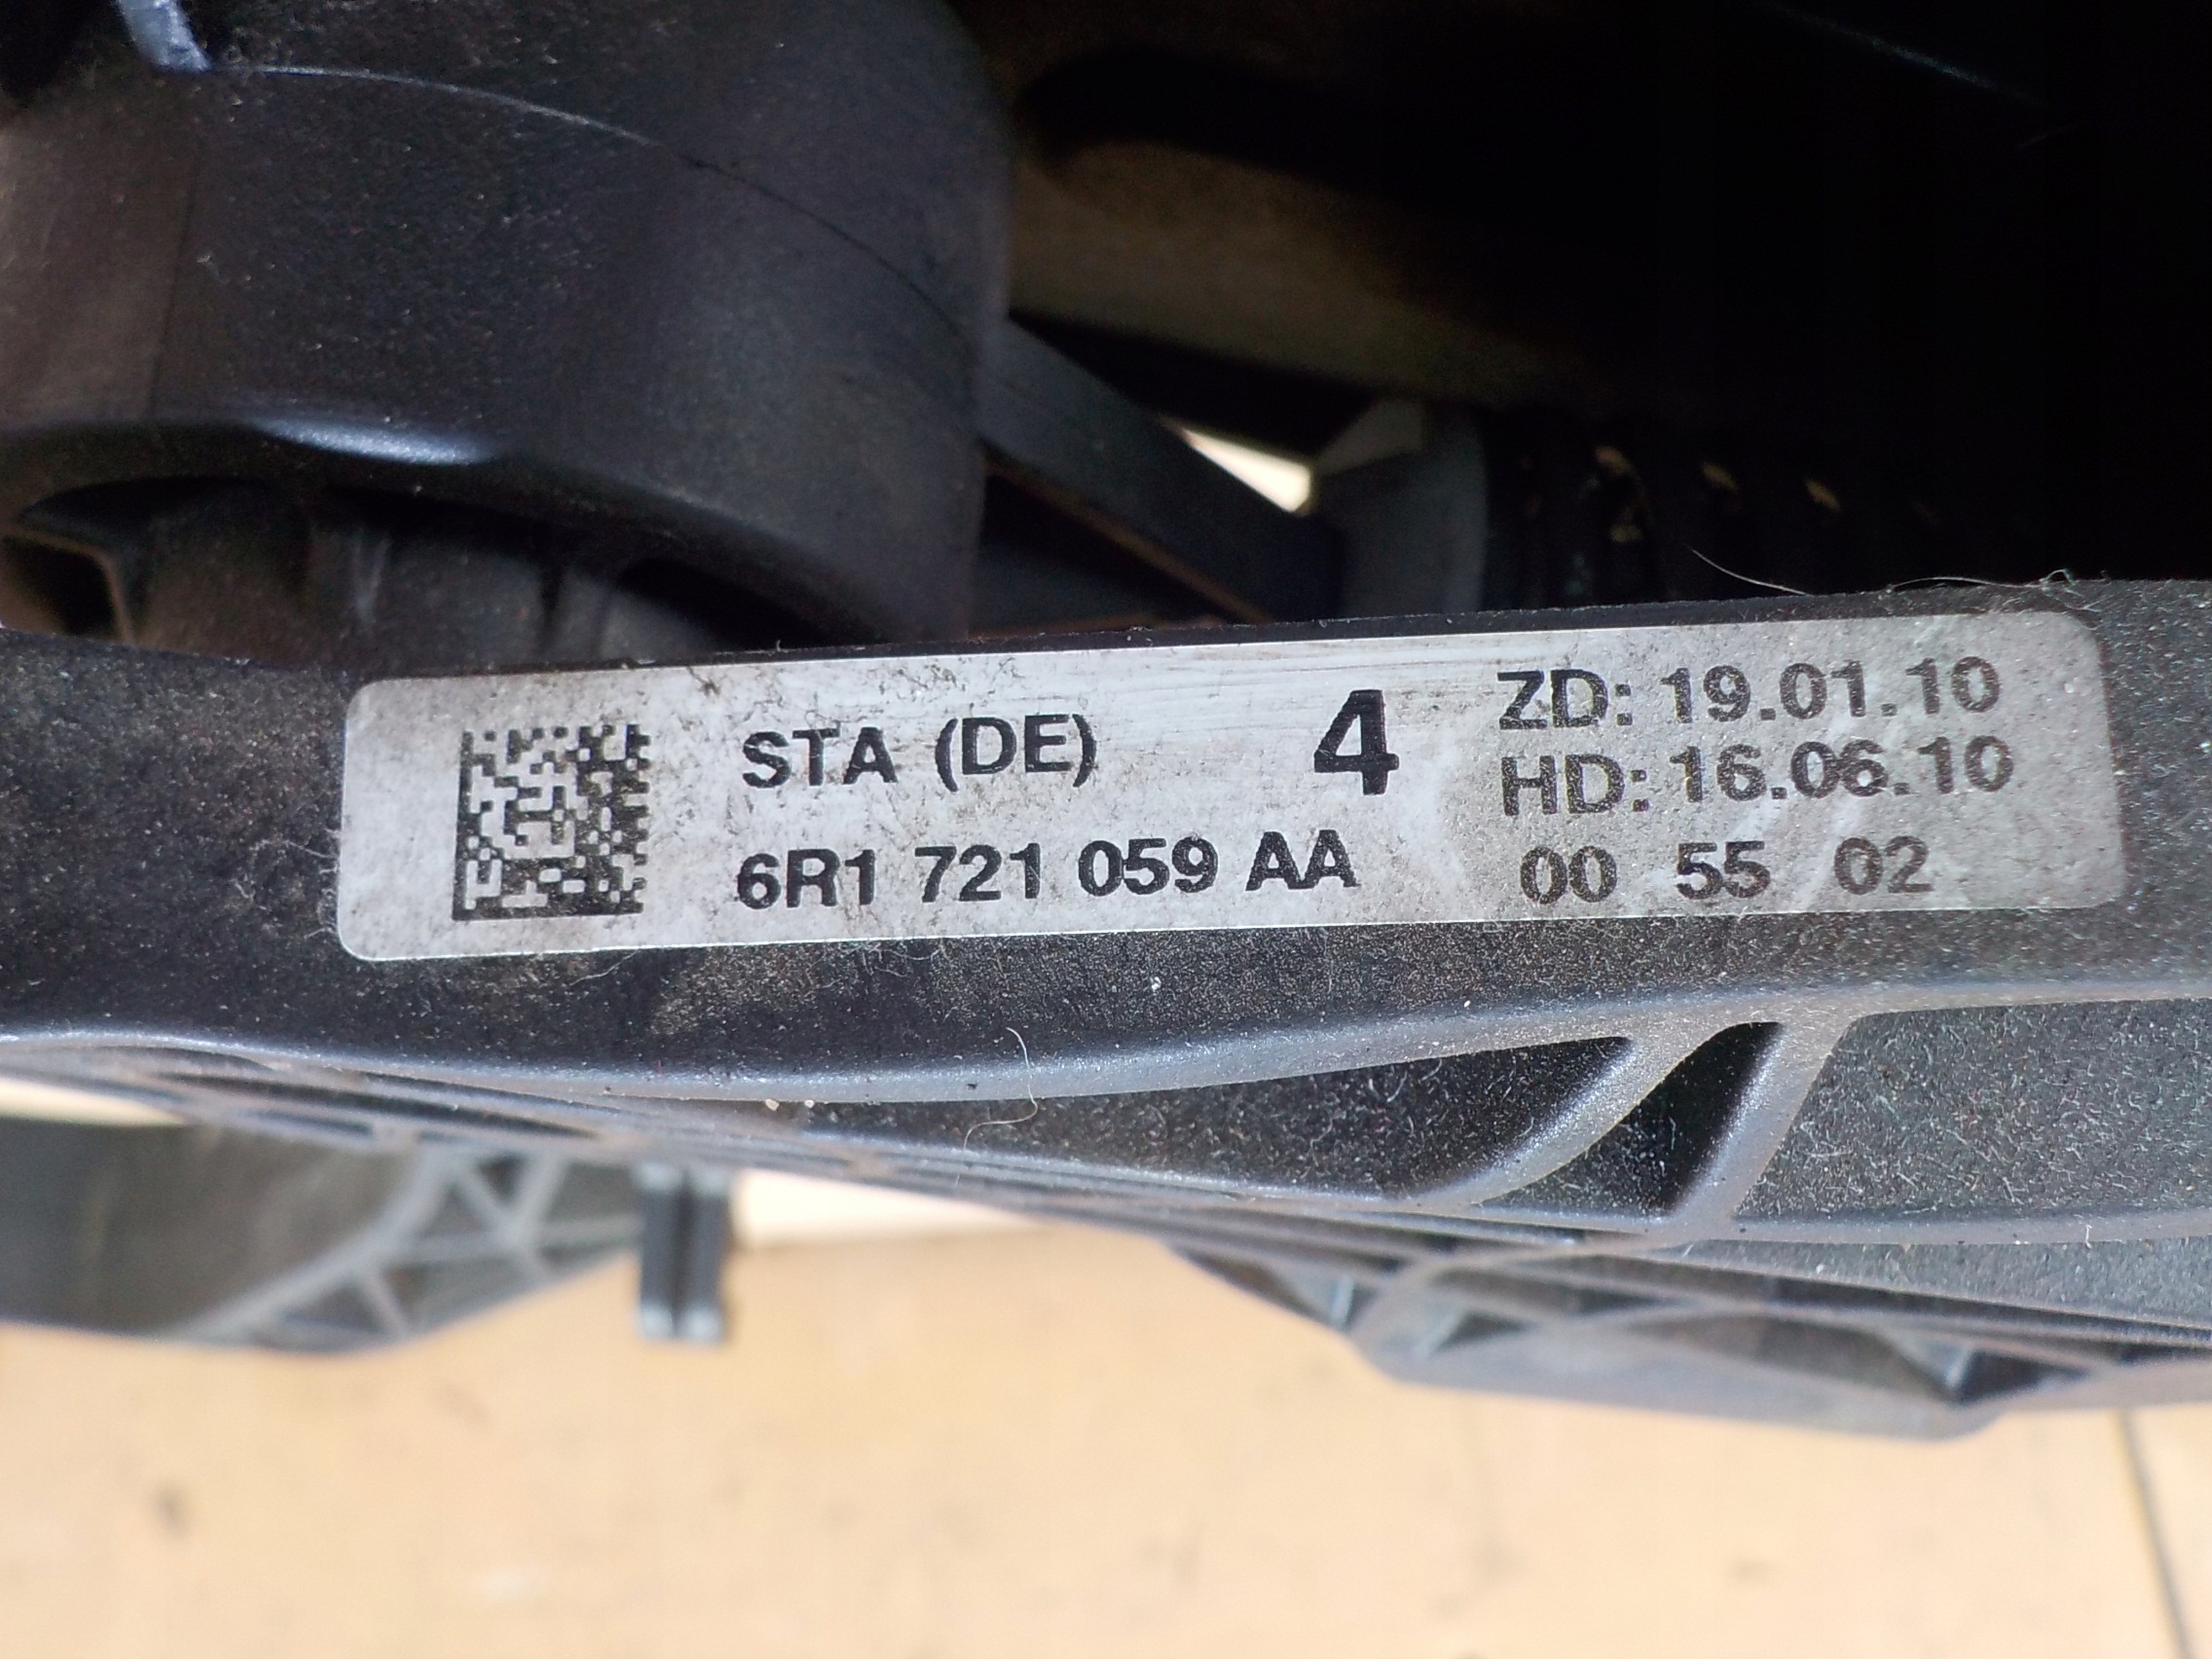 STA (DE) 4 ZD: 19.01.10
HD: 16.06.10
6R1 721 059 AA 00 55 02